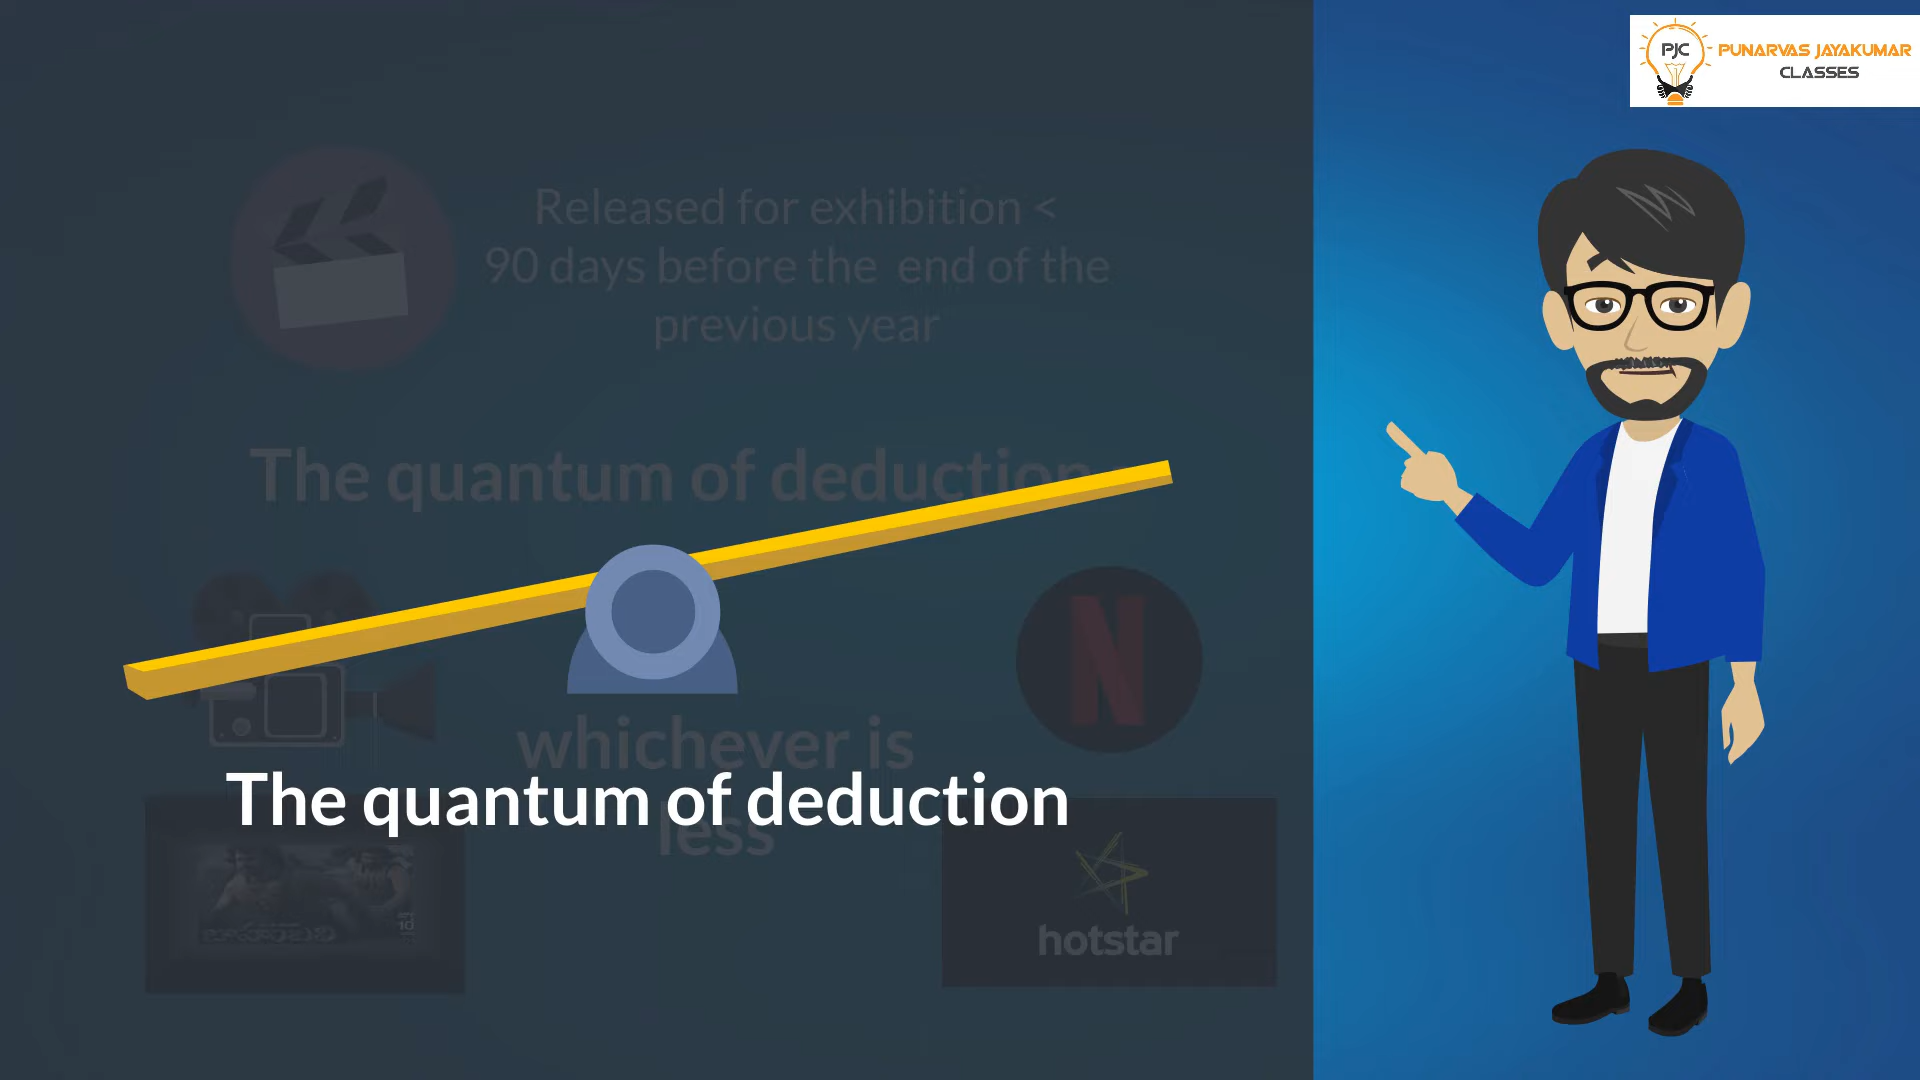 PJC
PUNARVAS JAYAKUMAR
CLASSES
Released for exhibition <
90 days before the end of the
previous year
The quantum of deduction
N
whichever is
less
The quantum of deduction
10
hotstar